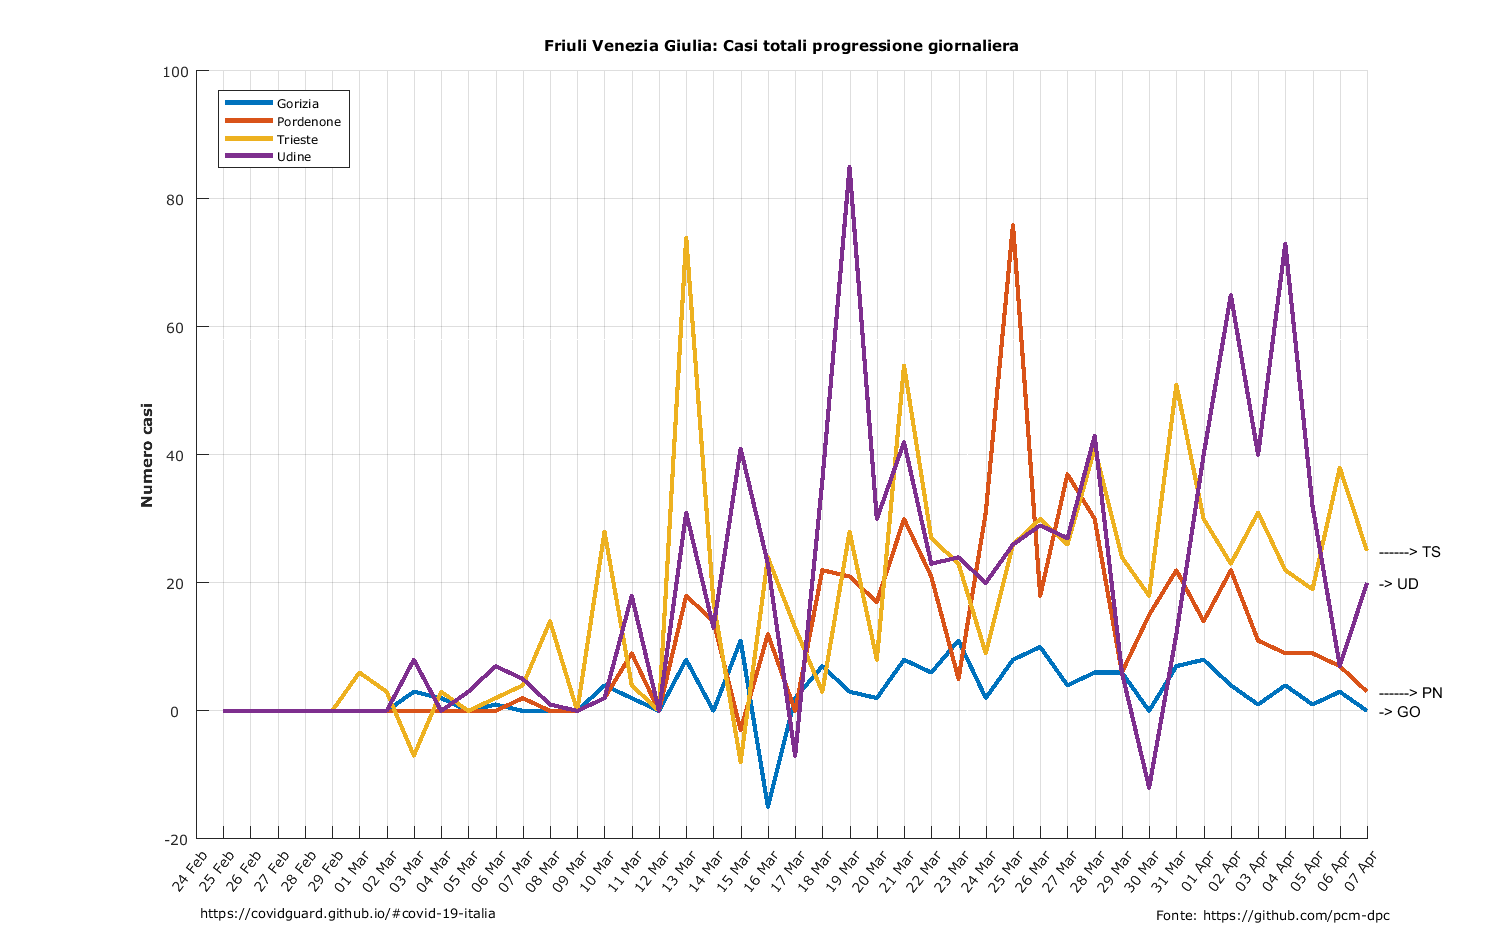 Friuli Venezia Giulia: Casi totali progressione giornaliera
100
80
60
40
20
0
-20
Numero casi
Gorizia
Pordenone
Trieste
Udine
------> TS
-> UD
------> PN
-> GO
24 Feb
25 Feb
26 Feb
27 Feb
28 Feb
29 Feb
01 Mar
02 Mar
03 Mar
04 Mar
05 Mar
06 Mar
07 Mar
08 Mar
09 Mar
10 Mar
11 Mar
12 Mar
13 Mar
14 Mar
15 Mar
16 Mar
17 Mar
18 Mar
19 Mar
20 Mar
21 Mar
22 Mar
23 Mar
24 Mar
25 Mar
26 Mar
27 Mar
28 Mar
29 Mar
30 Mar
31 Mar
01 Apr
02 Apr
03 Apr
04 Apr
05 Apr
06 Apr
07 Apr
https://covidguard.github.io/#covid-19-italia
Fonte: https://github.com/pcm-dpc